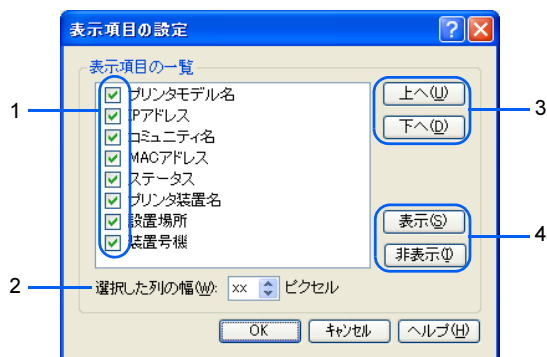 表示項目の設定
表示項目の一覧
1
プリンタモデル名
IPアドレス
コミュニティ名
MACアドレス
ステータス
プリンタ装置名
設置場所
装置号機
上へ(U)
下へ(D)
3
表示(S)
非表示(I)
4
2
選択した列の幅(W): xx ピクセル
OK キャンセル ヘルプ(H)